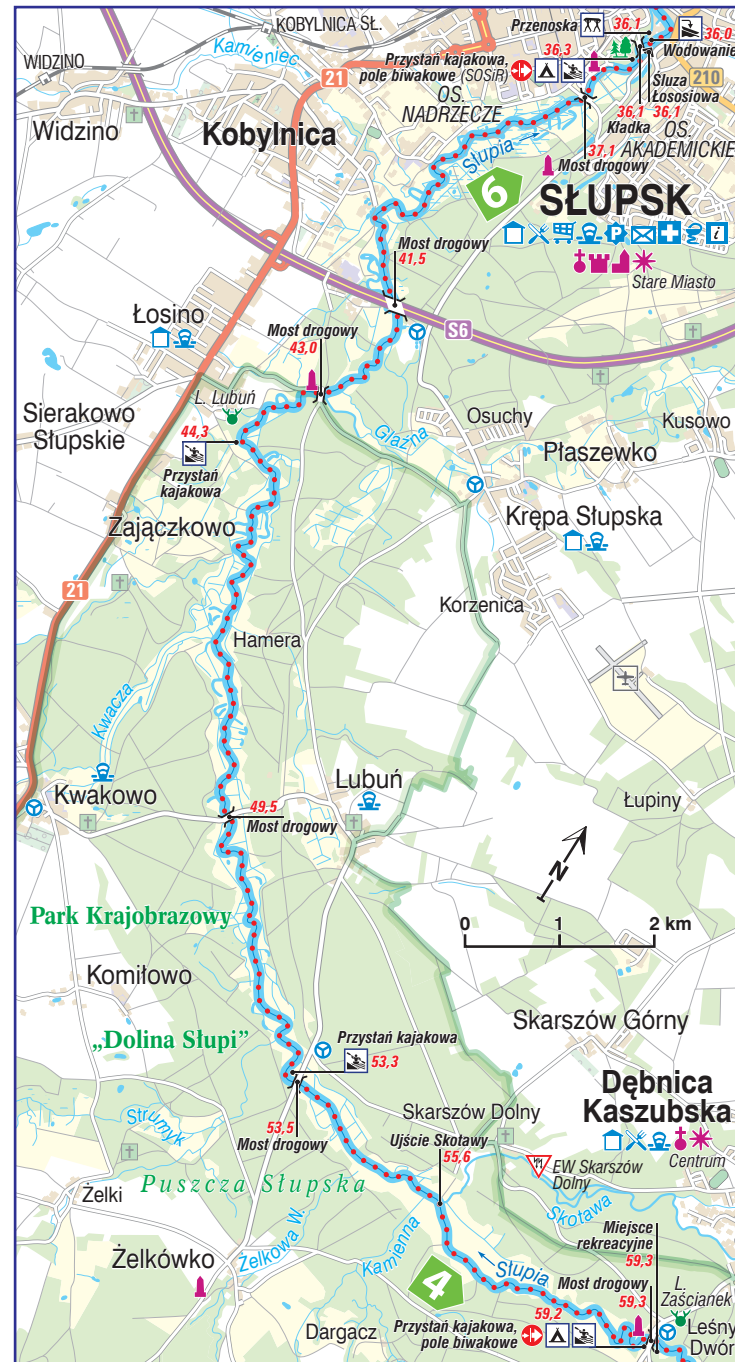 KOBYLNICA SŁ.
WIDZINO
Kamieniec
Widzino
Kobylnica
21
Przenoska
36,1
36,0
Wodowanie
Przystań kajakowa,
pole biwakowe (SOSiR)
36,3
OS.
NADRZECZE
Śluza
Łososiowa
210
36,1
36,1
Kładka
OS.
AKADEMICKIE
37,1
Most drogowy
Słupia
6
SŁUPSK
P
i
Stare Miasto
Most drogowy
41,5
S6
Łosino
Most drogowy
43,0
L. Lubuń
Sierakowo
Słupskie
44,3
Przystań
kajakowa
Głaźna
Osuchy
Kusowo
Płaszewko
Krępa Słupska
Zajączkowo
21
Korzenica
Hamera
Kwacza
Kwakowo
Lubuń
Łupiny
49,5
Most drogowy
N
0 1 2 km
Park Krajobrazowy
Komiłowo
„Dolina Słupi”
Skarszów Górny
Przystań kajakowa
53,3
Dębnica
Kaszubska
Centrum
53,5
Most drogowy
Strumyk
Skarszów Dolny
Ujście Skotawy
55,6
EW Skarszów
Dolny
Skotawa
Puszcza Słupska
Żelki
Żelkowa W.
Kamienna
Żelkówko
Miejsce
rekreacyjne
59,3
Słupia
4
Most drogowy
59,3
L.
Zaścianek
59,2
Przystań kajakowa,
pole biwakowe
Dargacz
Leśny
Dwór